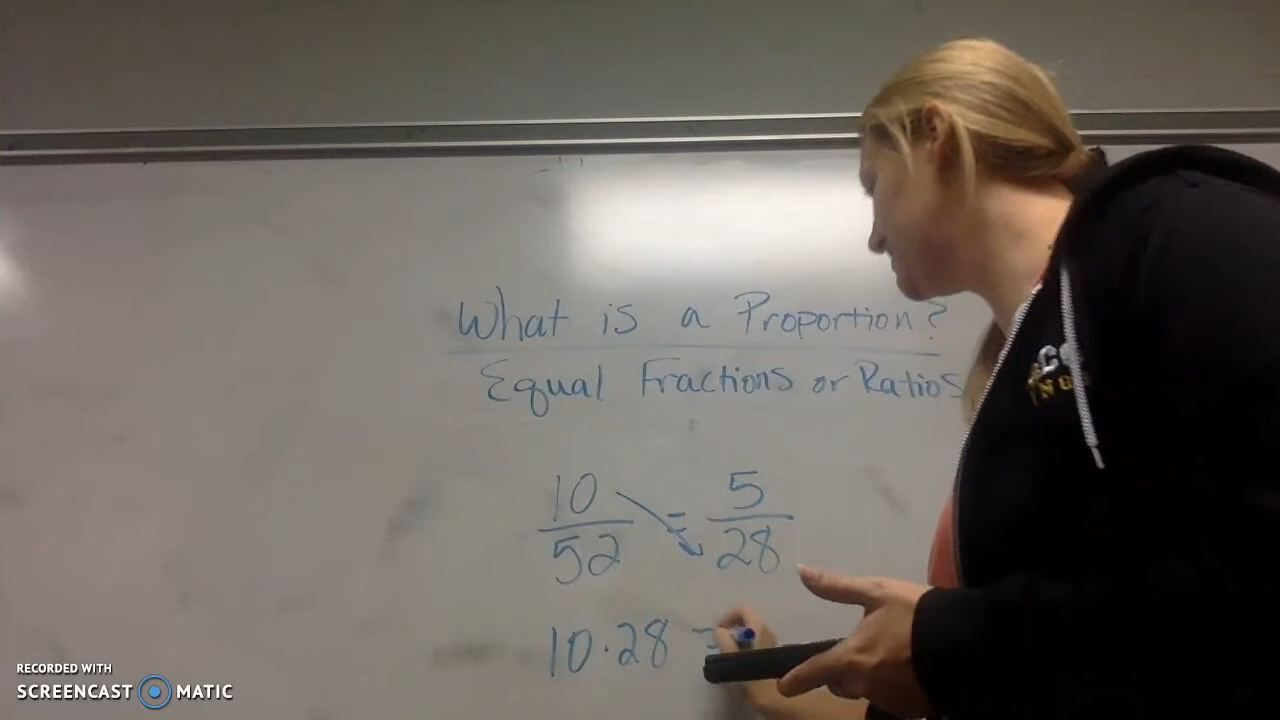 What is a Proportion?
Equal Fractions or Ratios
10 = 5
52 28
10·28 =
RECORDED WITH
SCREENCAST MATIC